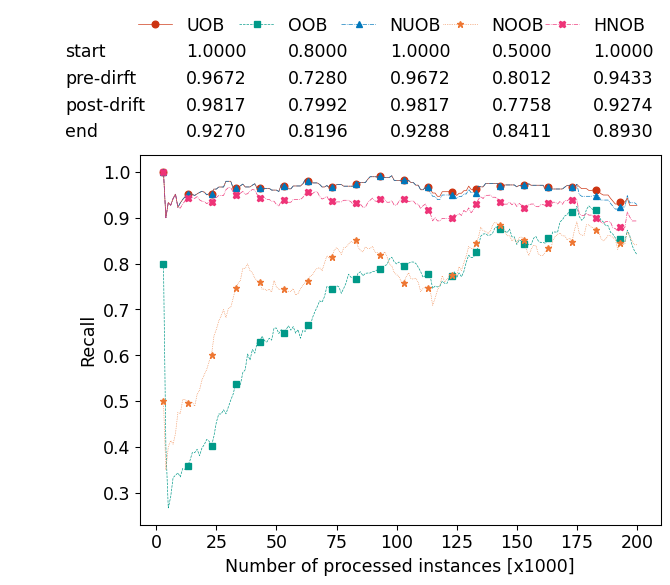 UOB OOB NUOB NOOB HNOB
start 1.0000 0.8000 1.0000 0.5000 1.0000
pre-dirft 0.9672 0.7280 0.9672 0.8012 0.9433
post-drift 0.9817 0.7992 0.9817 0.7758 0.9274
end 0.9270 0.8196 0.9288 0.8411 0.8930
1.0
0.9
0.8
0.7
0.6
0.5
0.4
0.3
Recall
0 25 50 75 100 125 150 175 200
Number of processed instances [x1000]